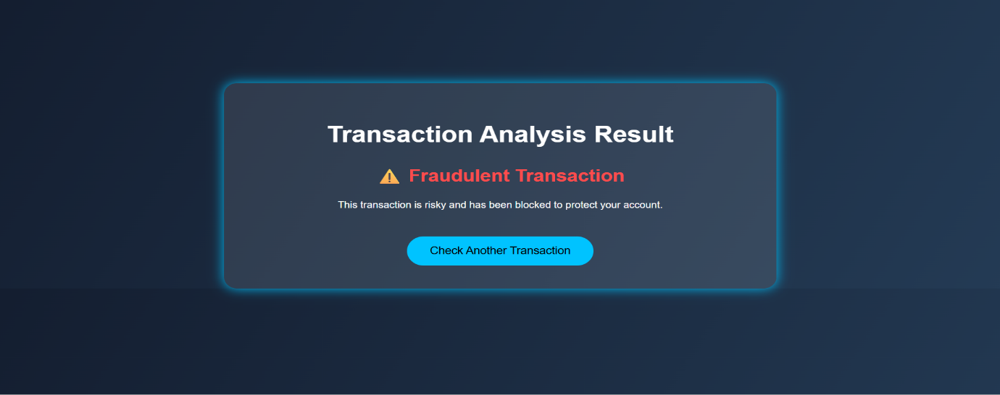 Transaction Analysis Result
⚠ Fraudulent Transaction
This transaction is risky and has been blocked to protect your account.
Check Another Transaction